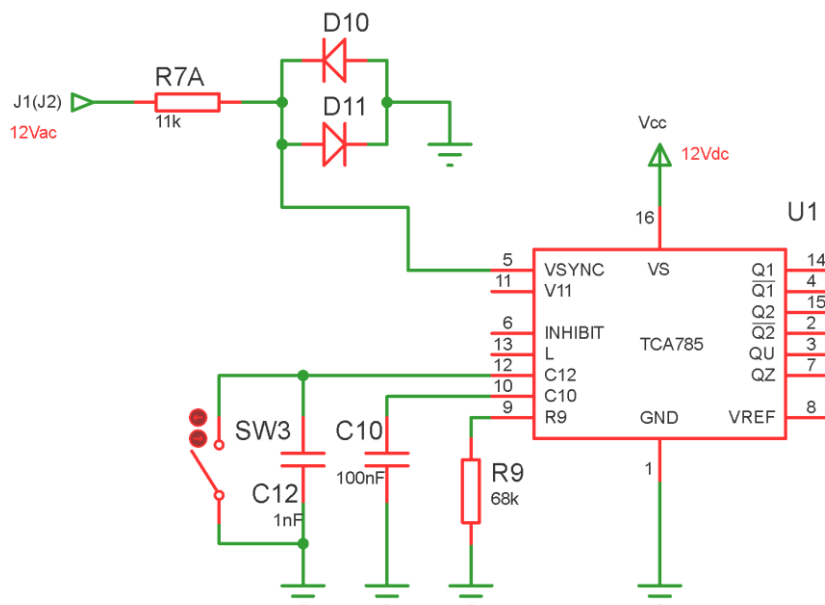 D10
R7A
J1(J2)
11k
12Vac
D11
Vcc
12Vdc
16
U1
5
VSYNC
VS
Q1
14
11
V11
Q1
4
Q2
15
6
INHIBIT
Q2
2
13
L
TCA785
QU
3
12
C12
QZ
7
10
C10
9
R9
GND
VREF
8
SW3
C10
1
100nF
R9
C12
68k
1nF